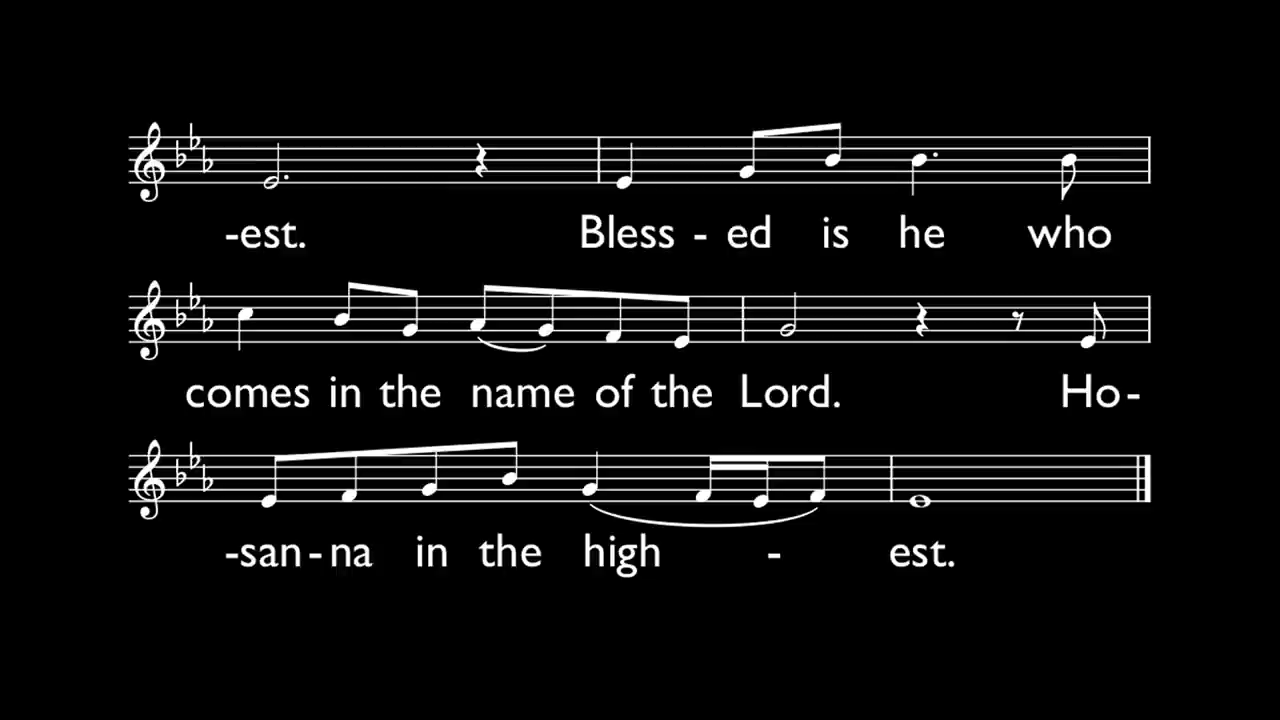 -est. Bless - ed is he who
comes in the name of the Lord. Ho-
-san-na in the high - est.